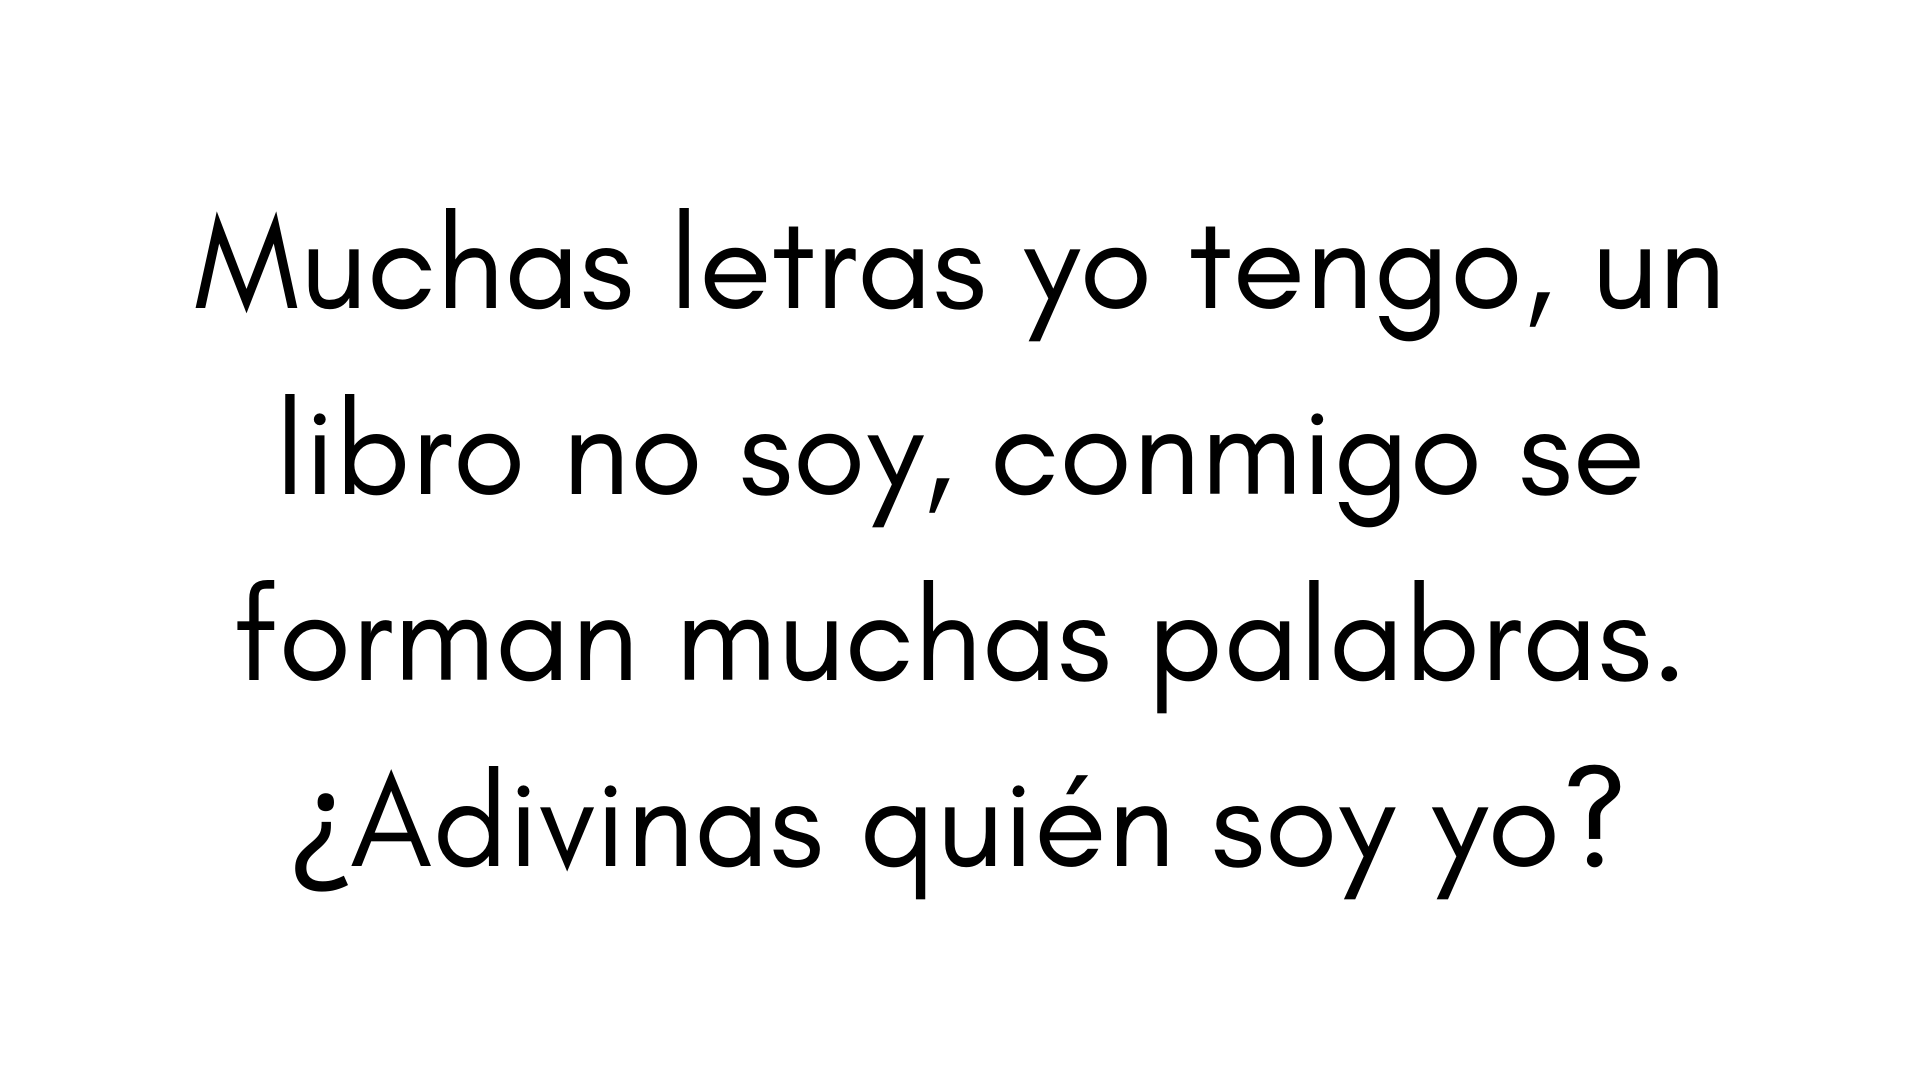 Muchas letras yo tengo, un
libro no soy, conmigo se
forman muchas palabras.
¿Adivinas quién soy yo?